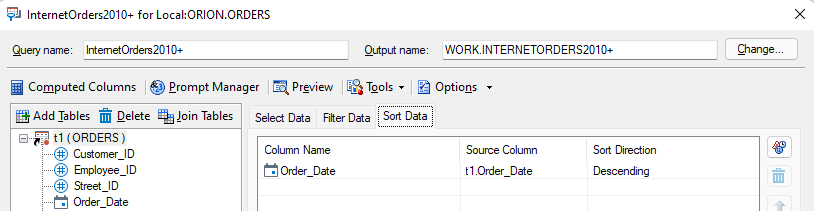 InternetOrders2010+ for Local:ORION.ORDERS
Query name: InternetOrders2010+ Output name: WORK.INTERNETORDERS2010+ Change...
Computed Columns Prompt Manager Preview Tools Options
Add Tables Delete Join Tables Select Data Filter Data Sort Data
t1 ( ORDERS )
Column Name Source Column Sort Direction
Customer_ID
Order_Date t1.Order_Date Descending
Employee_ID
Street_ID
Order_Date